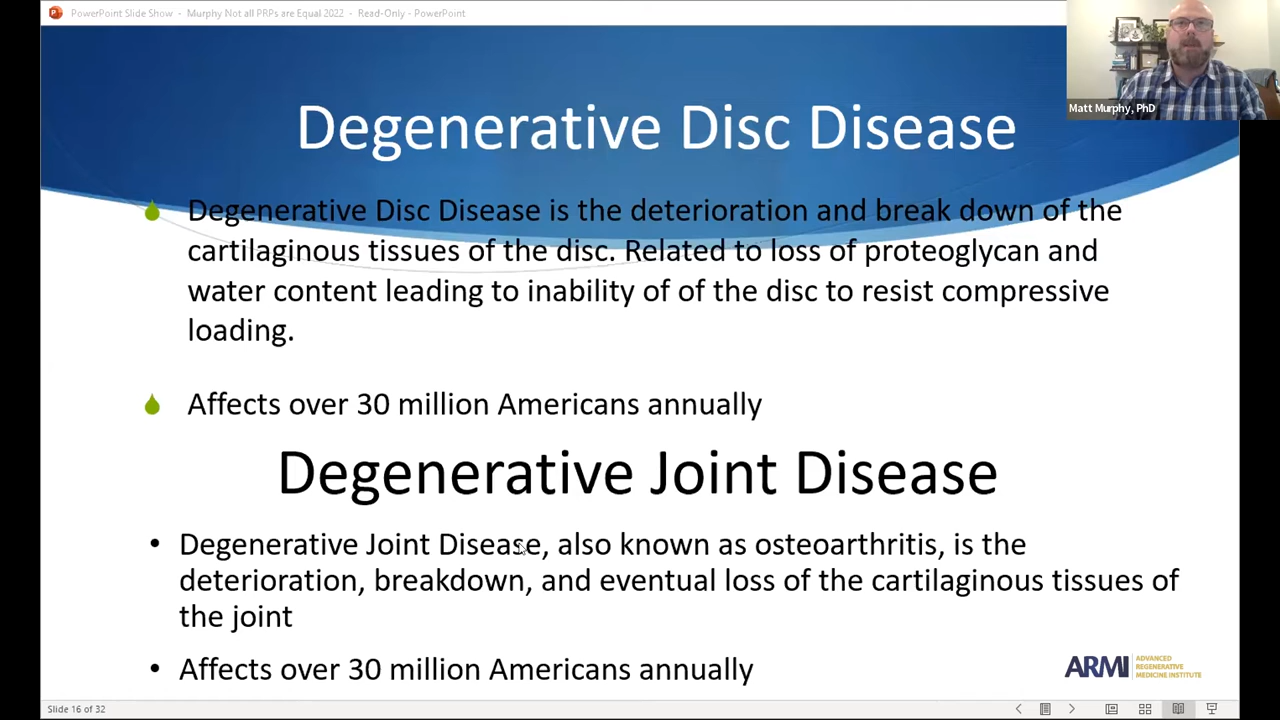 PowerPoint Slide Show - Murphy Not all PRPs are Equal 2022 - Read-Only - PowerPoint
Matt Murphy, PhD
Degenerative Disc Disease
Degenerative Disc Disease is the deterioration and break down of the
cartilaginous tissues of the disc. Related to loss of proteoglycan and
water content leading to inability of of the disc to resist compressive
loading.
Affects over 30 million Americans annually
Degenerative Joint Disease
• Degenerative Joint Disease, also known as osteoarthritis, is the
deterioration, breakdown, and eventual loss of the cartilaginous tissues of
the joint
• Affects over 30 million Americans annually
ARMI
ADVANCED
REGENERATIVE
MEDICINE INSTITUTE
Slide 16 of 32